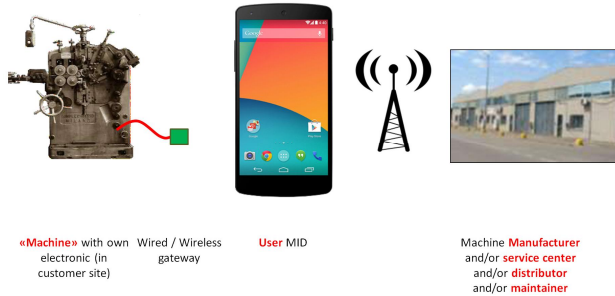 Google
«Machine» with own
electronic (in
customer site)
Wired / Wireless
gateway
User MID
Machine Manufacturer
and/or service center
and/or distributor
and/or maintainer